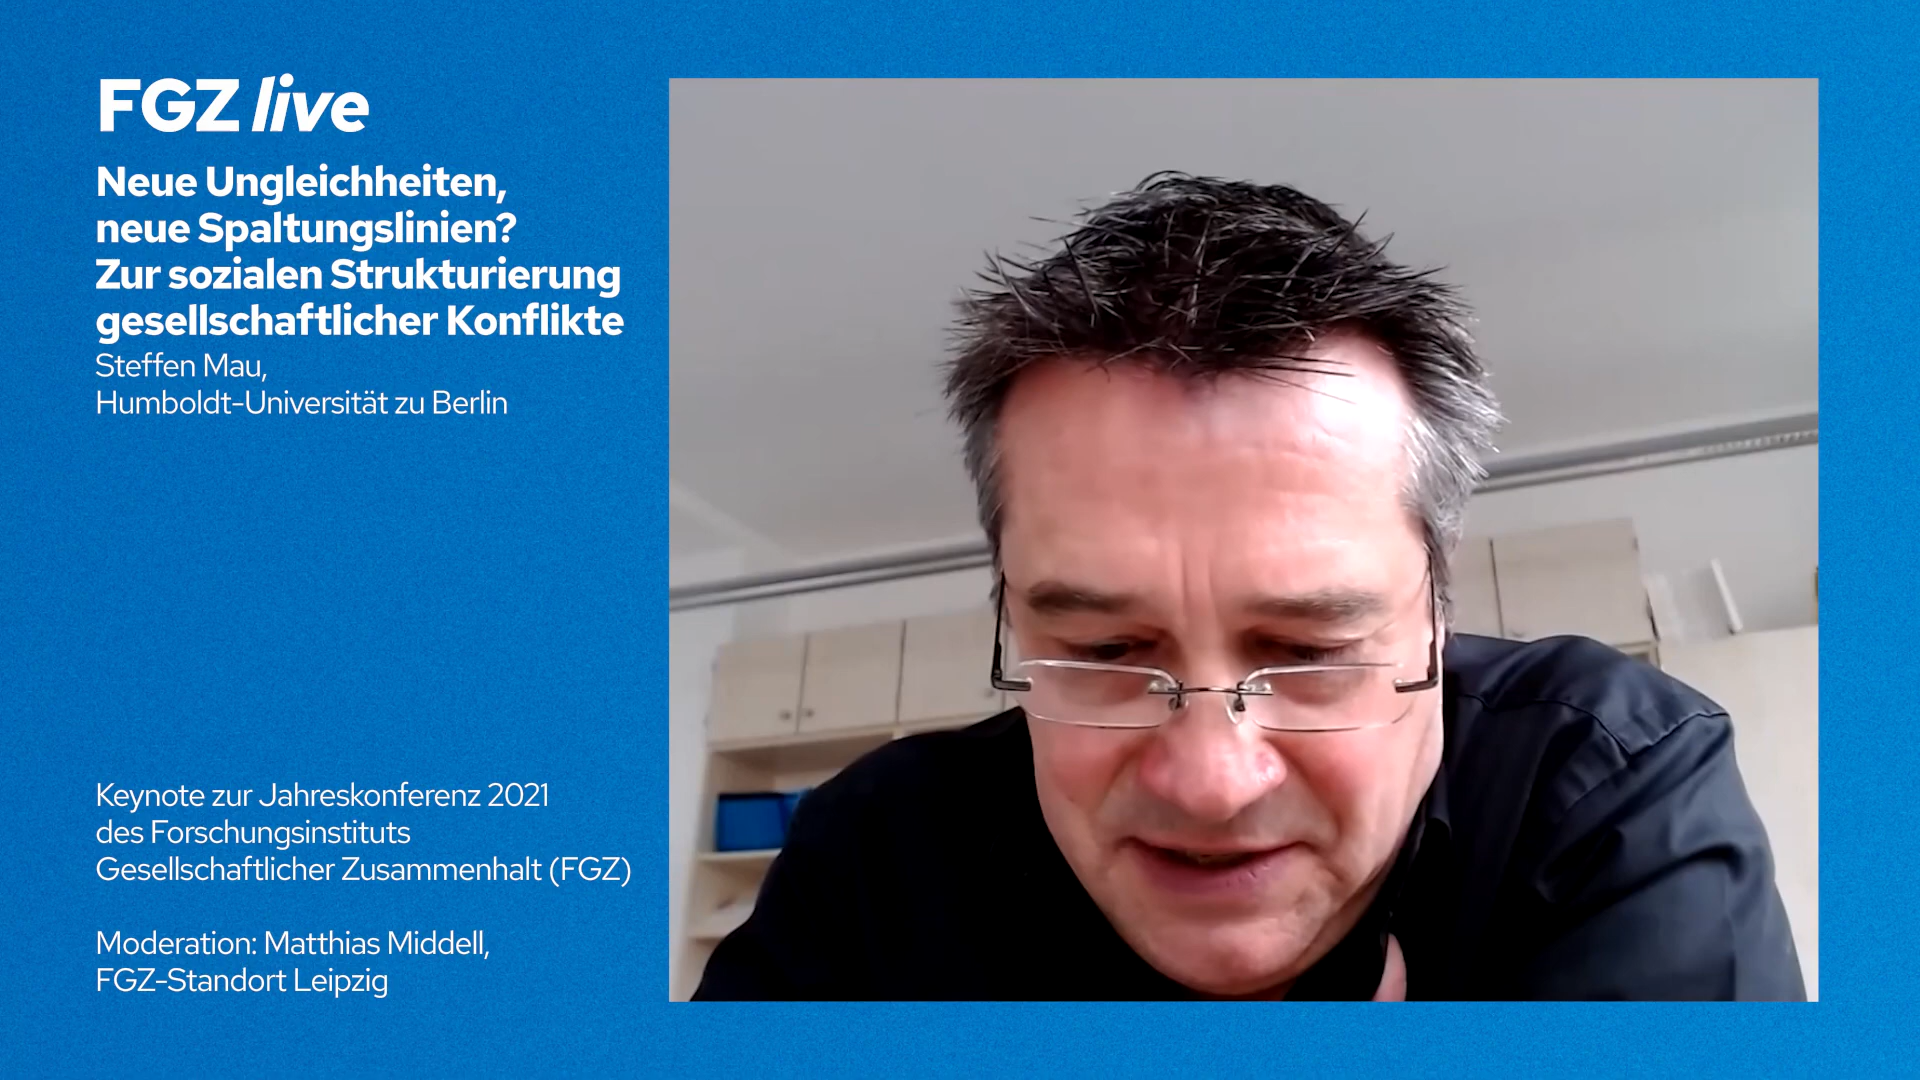 FGZ live
Neue Ungleichheiten,
neue Spaltungslinien?
Zur sozialen Strukturierung
gesellschaftlicher Konflikte
Steffen Mau,
Humboldt-Universität zu Berlin
Keynote zur Jahreskonferenz 2021
des Forschungsinstituts
Gesellschaftlicher Zusammenhalt (FGZ)
Moderation: Matthias Middell,
FGZ-Standort Leipzig